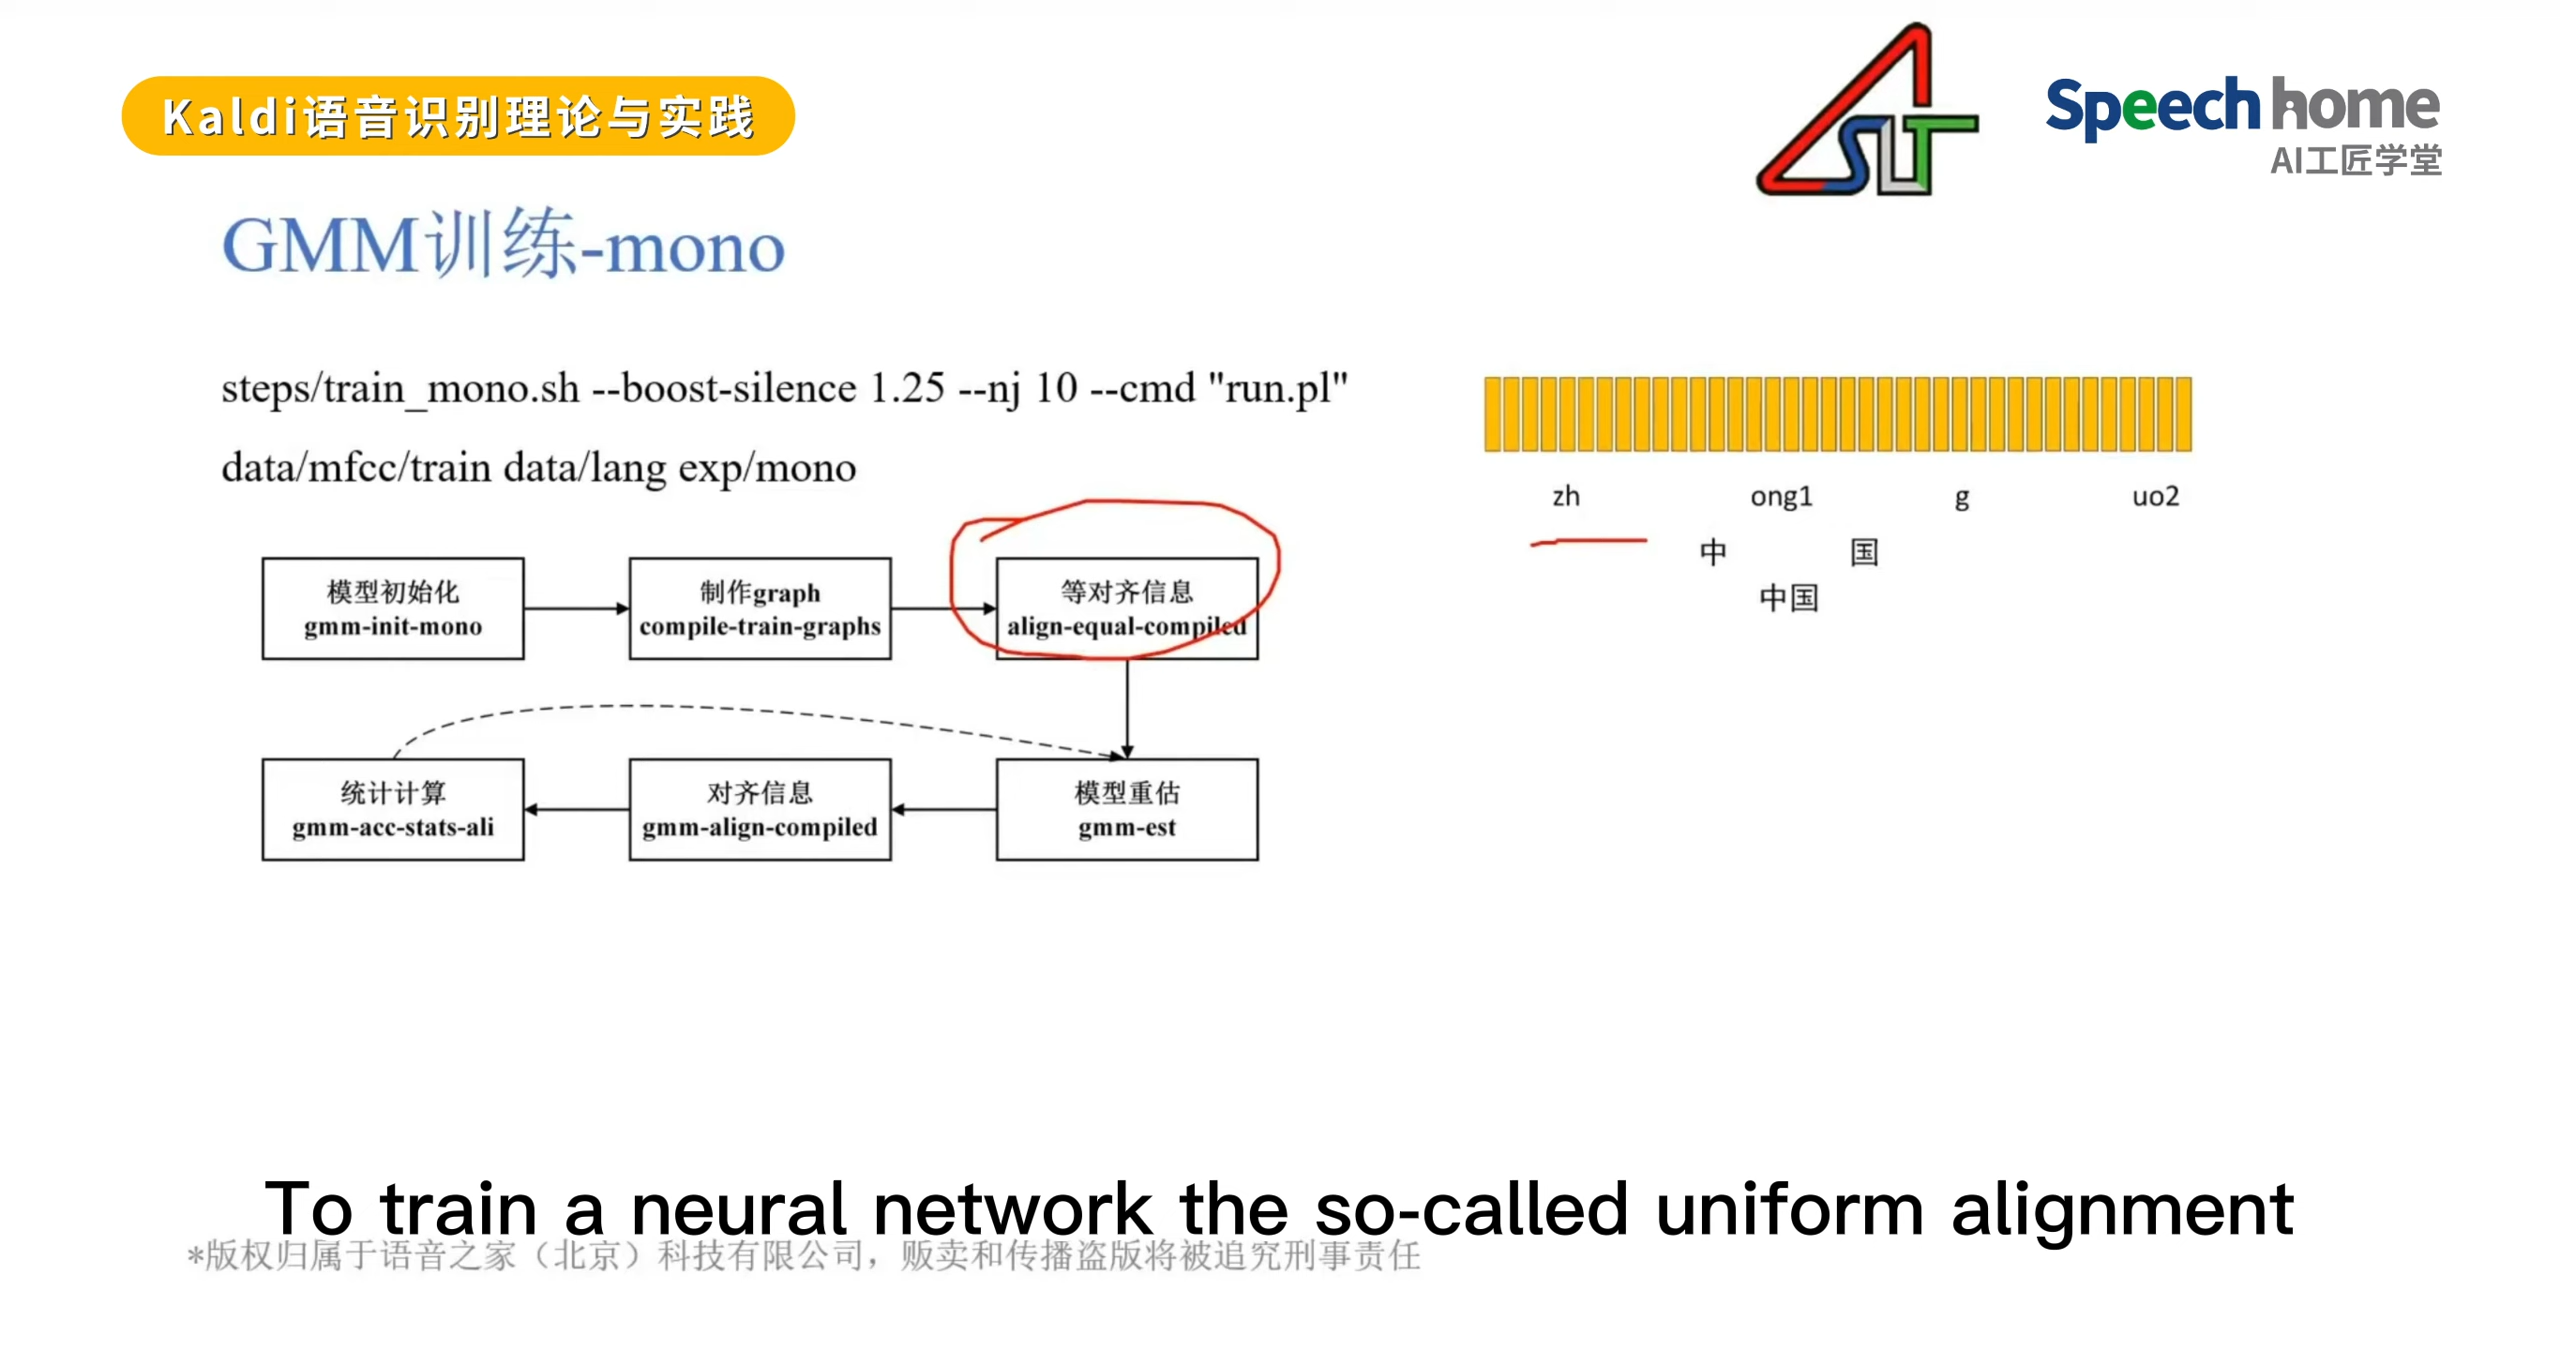 Kaldi语音识别理论与实践
SLT
Speech home
AI工匠学堂
GMM训练-mono
steps/train_mono.sh --boost-silence 1.25 --nj 10 --cmd "run.pl"
data/mfcc/train data/lang exp/mono
zh ong1 g uo2
中 国
中国
模型初始化
gmm-init-mono
制作graph
compile-train-graphs
等对齐信息
align-equal-compiled
统计计算
gmm-acc-stats-ali
对齐信息
gmm-align-compiled
模型重估
gmm-est
To train a neural network the so-called uniform alignment
*版权归属于语音之家（北京）科技有限公司，贩卖和传播盗版将被追究刑事责任